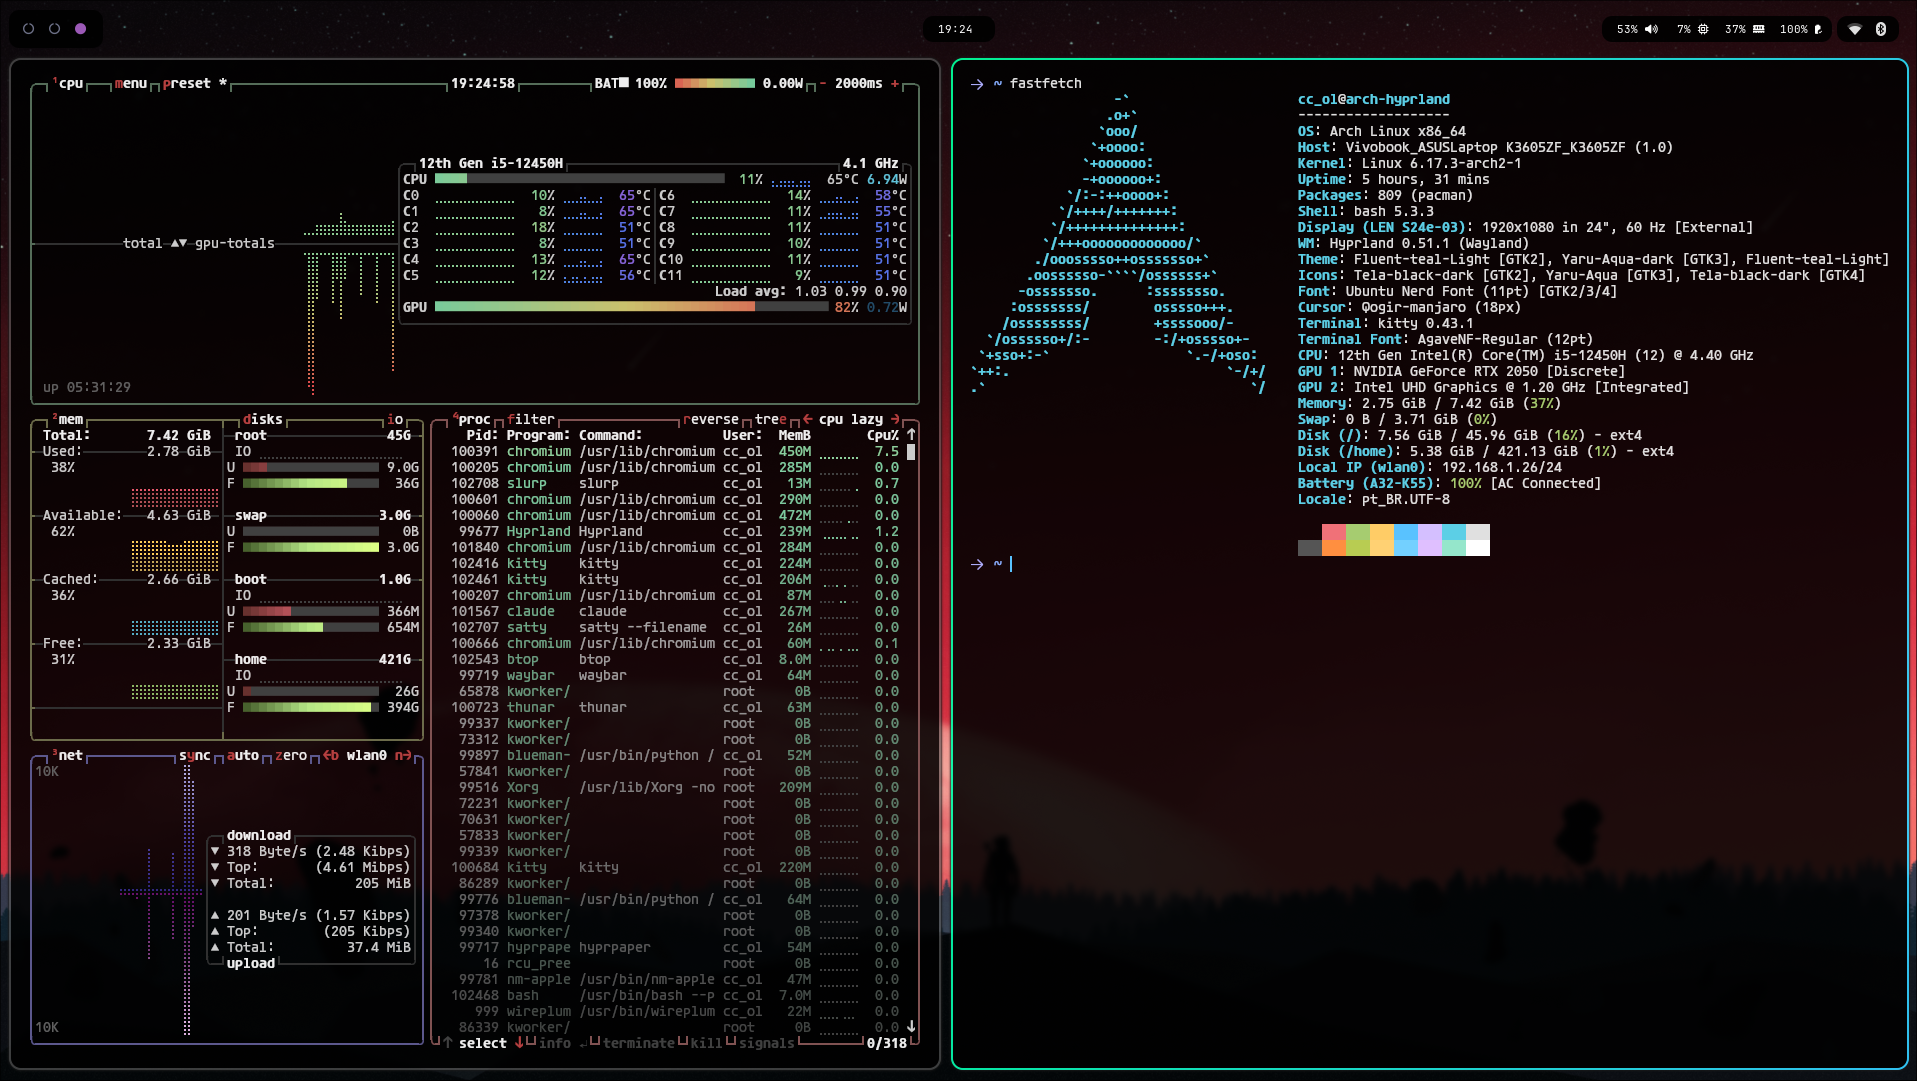 19:24
53% 7% 37% 100%
¹cpu menu preset * 19:24:58 BAT■ 100% 0.00W - 2000ms +
12th Gen i5-12450H 4.1 GHz
CPU 11% 65°C 6.94W
C0 10% 65°C C6 14% 58°C
C1 8% 65°C C7 11% 55°C
C2 18% 51°C C8 11% 51°C
total ▲▼ gpu-totals C3 8% 51°C C9 10% 51°C
C4 13% 65°C C10 11% 51°C
C5 12% 56°C C11 9% 51°C
Load avg: 1.03 0.99 0.90
GPU 82% 0.72W
up 05:31:29
²mem disks io
Total: 7.42 GiB root 45G
Used: 2.78 GiB IO
38% U 9.0G
F 36G
Available: 4.63 GiB swap 3.0G
62% U 0B
F 3.0G
Cached: 2.66 GiB boot 1.0G
36% IO
U 366M
F 654M
Free: 2.33 GiB
31% home 421G
IO
U 26G
F 394G
³net sync auto zero <b wlan0 n>
10K
download
▼ 318 Byte/s (2.48 Kibps)
▼ Top: (4.61 Mibps)
▼ Total: 205 MiB
▲ 201 Byte/s (1.57 Kibps)
▲ Top: (205 Kibps)
▲ Total: 37.4 MiB
upload
10K
⁴proc filter reverse tree ← cpu lazy →
Pid: Program: Command: User: MemB Cpu% ↑
100391 chromium /usr/lib/chromium cc_ol 450M 7.5
100205 chromium /usr/lib/chromium cc_ol 285M 0.0
102708 slurp slurp cc_ol 13M 0.7
100601 chromium /usr/lib/chromium cc_ol 290M 0.0
100060 chromium /usr/lib/chromium cc_ol 472M 0.0
99677 Hyprland Hyprland cc_ol 239M 1.2
101840 chromium /usr/lib/chromium cc_ol 284M 0.0
102416 kitty kitty cc_ol 224M 0.0
102461 kitty kitty cc_ol 206M 0.0
100207 chromium /usr/lib/chromium cc_ol 87M 0.0
101567 claude claude cc_ol 267M 0.0
102707 satty satty --filename cc_ol 26M 0.0
100666 chromium /usr/lib/chromium cc_ol 60M 0.1
102543 btop btop cc_ol 8.0M 0.0
99719 waybar waybar cc_ol 64M 0.0
65878 kworker/ root 0B 0.0
100723 thunar thunar cc_ol 63M 0.0
99337 kworker/ root 0B 0.0
73312 kworker/ root 0B 0.0
99897 blueman- /usr/bin/python / cc_ol 52M 0.0
57841 kworker/ root 0B 0.0
99516 Xorg /usr/lib/Xorg -no root 209M 0.0
72231 kworker/ root 0B 0.0
70631 kworker/ root 0B 0.0
57833 kworker/ root 0B 0.0
99339 kworker/ root 0B 0.0
100684 kitty kitty cc_ol 220M 0.0
86289 kworker/ root 0B 0.0
99776 blueman- /usr/bin/python / cc_ol 64M 0.0
97378 kworker/ root 0B 0.0
99340 kworker/ root 0B 0.0
99717 hyprpape hyprpaper cc_ol 54M 0.0
16 rcu_pree root 0B 0.0
99781 nm-apple /usr/bin/nm-apple cc_ol 47M 0.0
102468 bash /usr/bin/bash --p cc_ol 7.0M 0.0
999 wireplum /usr/bin/wireplum cc_ol 22M 0.0
86339 kworker/ root 0B 0.0 ↓
↑ select ↓ info ↵ terminate kill signals 0/318
→ ~ fastfetch
cc_ol@arch-hyprland
-------------------
OS: Arch Linux x86_64
Host: Vivobook_ASUSLaptop K3605ZF_K3605ZF (1.0)
Kernel: Linux 6.17.3-arch2-1
Uptime: 5 hours, 31 mins
Packages: 809 (pacman)
Shell: bash 5.3.3
Display (LEN S24e-03): 1920x1080 in 24", 60 Hz [External]
WM: Hyprland 0.51.1 (Wayland)
Theme: Fluent-teal-Light [GTK2], Yaru-Aqua-dark [GTK3], Fluent-teal-Light]
Icons: Tela-black-dark [GTK2], Yaru-Aqua [GTK3], Tela-black-dark [GTK4]
Font: Ubuntu Nerd Font (11pt) [GTK2/3/4]
Cursor: Qogir-manjaro (18px)
Terminal: kitty 0.43.1
Terminal Font: AgaveNF-Regular (12pt)
CPU: 12th Gen Intel(R) Core(TM) i5-12450H (12) @ 4.40 GHz
GPU 1: NVIDIA GeForce RTX 2050 [Discrete]
GPU 2: Intel UHD Graphics @ 1.20 GHz [Integrated]
Memory: 2.75 GiB / 7.42 GiB (37%)
Swap: 0 B / 3.71 GiB (0%)
Disk (/): 7.56 GiB / 45.96 GiB (16%) - ext4
Disk (/home): 5.38 GiB / 421.13 GiB (1%) - ext4
Local IP (wlan0): 192.168.1.26/24
Battery (A32-K55): 100% [AC Connected]
Locale: pt_BR.UTF-8
→ ~